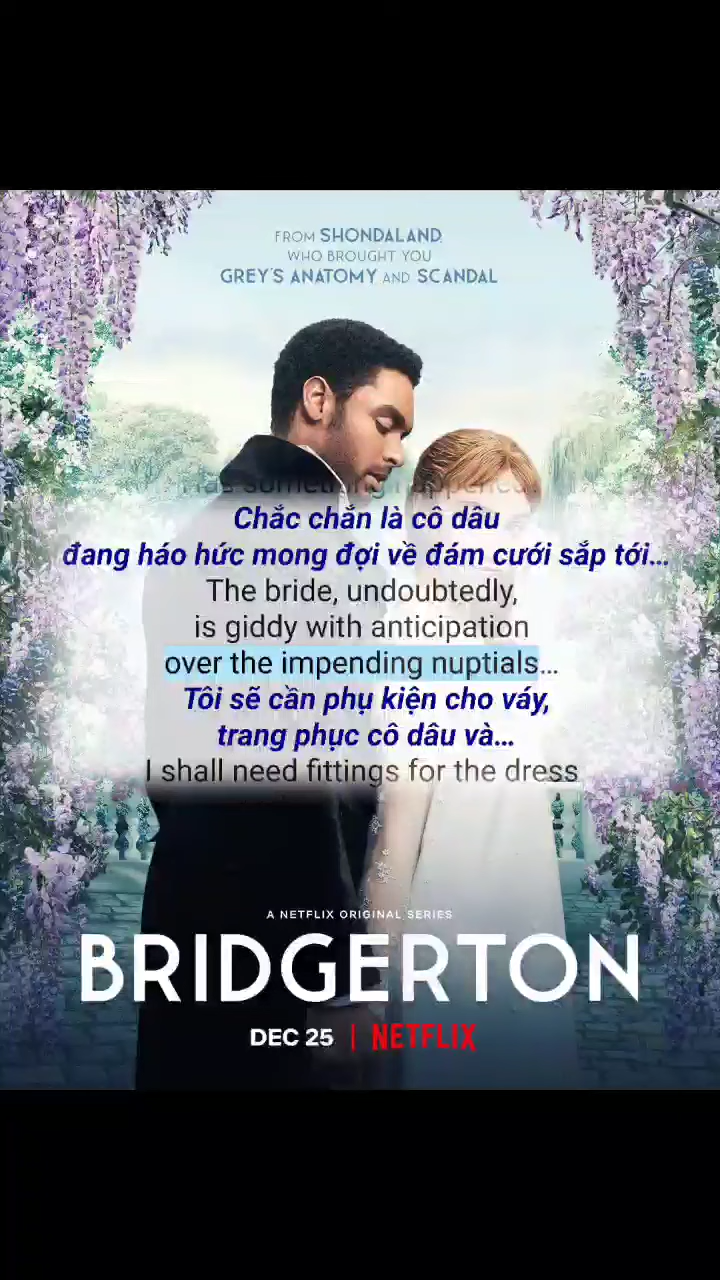 FROM SHONDALAND
WHO BROUGHT YOU
GREY'S ANATOMY AND SCANDAL
Has something happened?
Chắc chắn là cô dâu
đang háo hức mong đợi về đám cưới sắp tới...
The bride, undoubtedly,
is giddy with anticipation
over the impending nuptials...
Tôi sẽ cần phụ kiện cho váy,
trang phục cô dâu và...
I shall need fittings for the dress
A NETFLIX ORIGINAL SERIES
BRIDGERTON
DEC 25 | NETFLIX